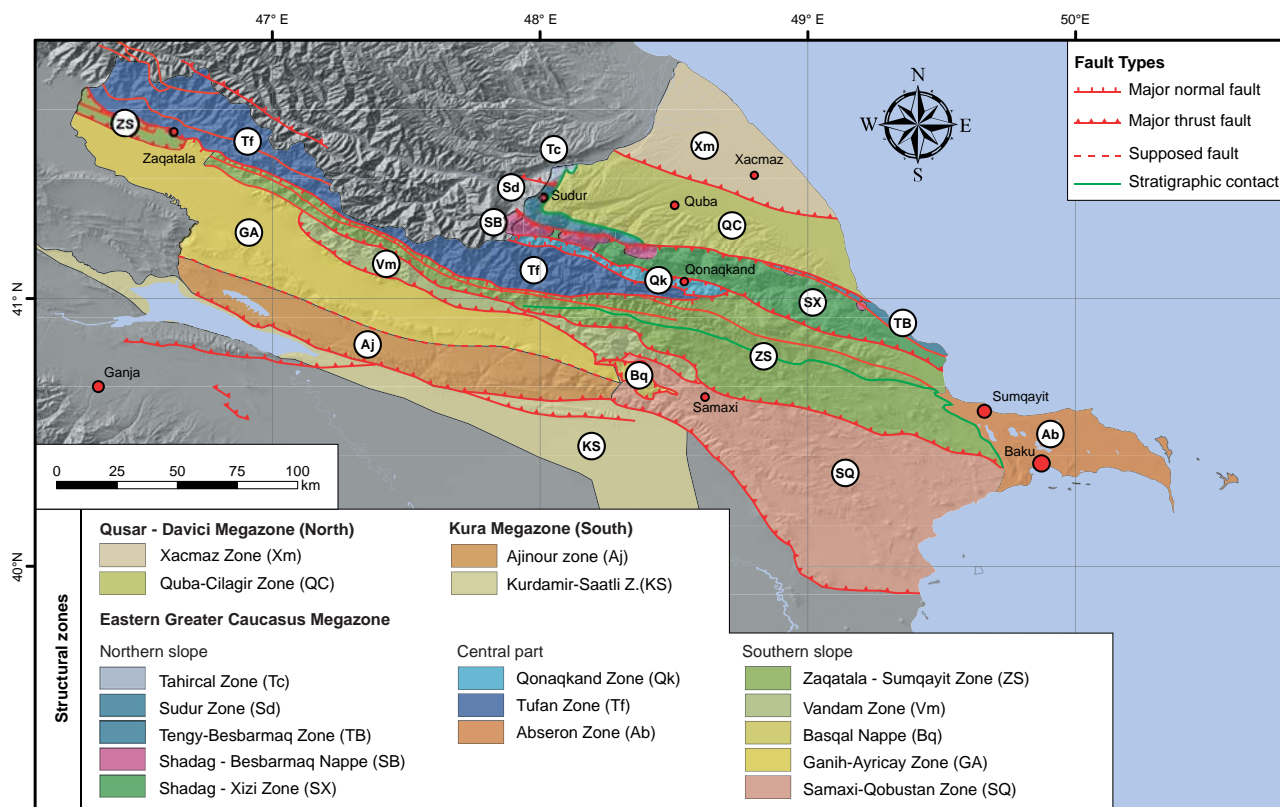 47°E
48°E
49°E
50°E
41° N
40°N
N
W
E
S
Fault Types
Major normal fault
Major thrust fault
Supposed fault
Stratigraphic contact
ZS
Zaqatala
Tf
Tc
Xm
Xacmaz
Sd
Sudur
Quba
SB
QC
GA
Vm
Tf
Qk
Qonaqkand
SX
TB
Aj
ZS
Ganja
Bq
Samaxi
Sumqayit
Ab
Baku
KS
SQ
0 25 50 75 100
km
Structural zones
Qusar - Davici Megazone (North)
Xacmaz Zone (Xm)
Quba-Cilagir Zone (QC)
Kura Megazone (South)
Ajinour zone (Aj)
Kurdamir-Saatli Z.(KS)
Eastern Greater Caucasus Megazone
Northern slope
Tahircal Zone (Tc)
Sudur Zone (Sd)
Tengy-Besbarmaq Zone (TB)
Shadag - Besbarmaq Nappe (SB)
Shadag - Xizi Zone (SX)
Central part
Qonaqkand Zone (Qk)
Tufan Zone (Tf)
Abseron Zone (Ab)
Southern slope
Zaqatala - Sumqayit Zone (ZS)
Vandam Zone (Vm)
Basqal Nappe (Bq)
Ganih-Ayricay Zone (GA)
Samaxi-Qobustan Zone (SQ)